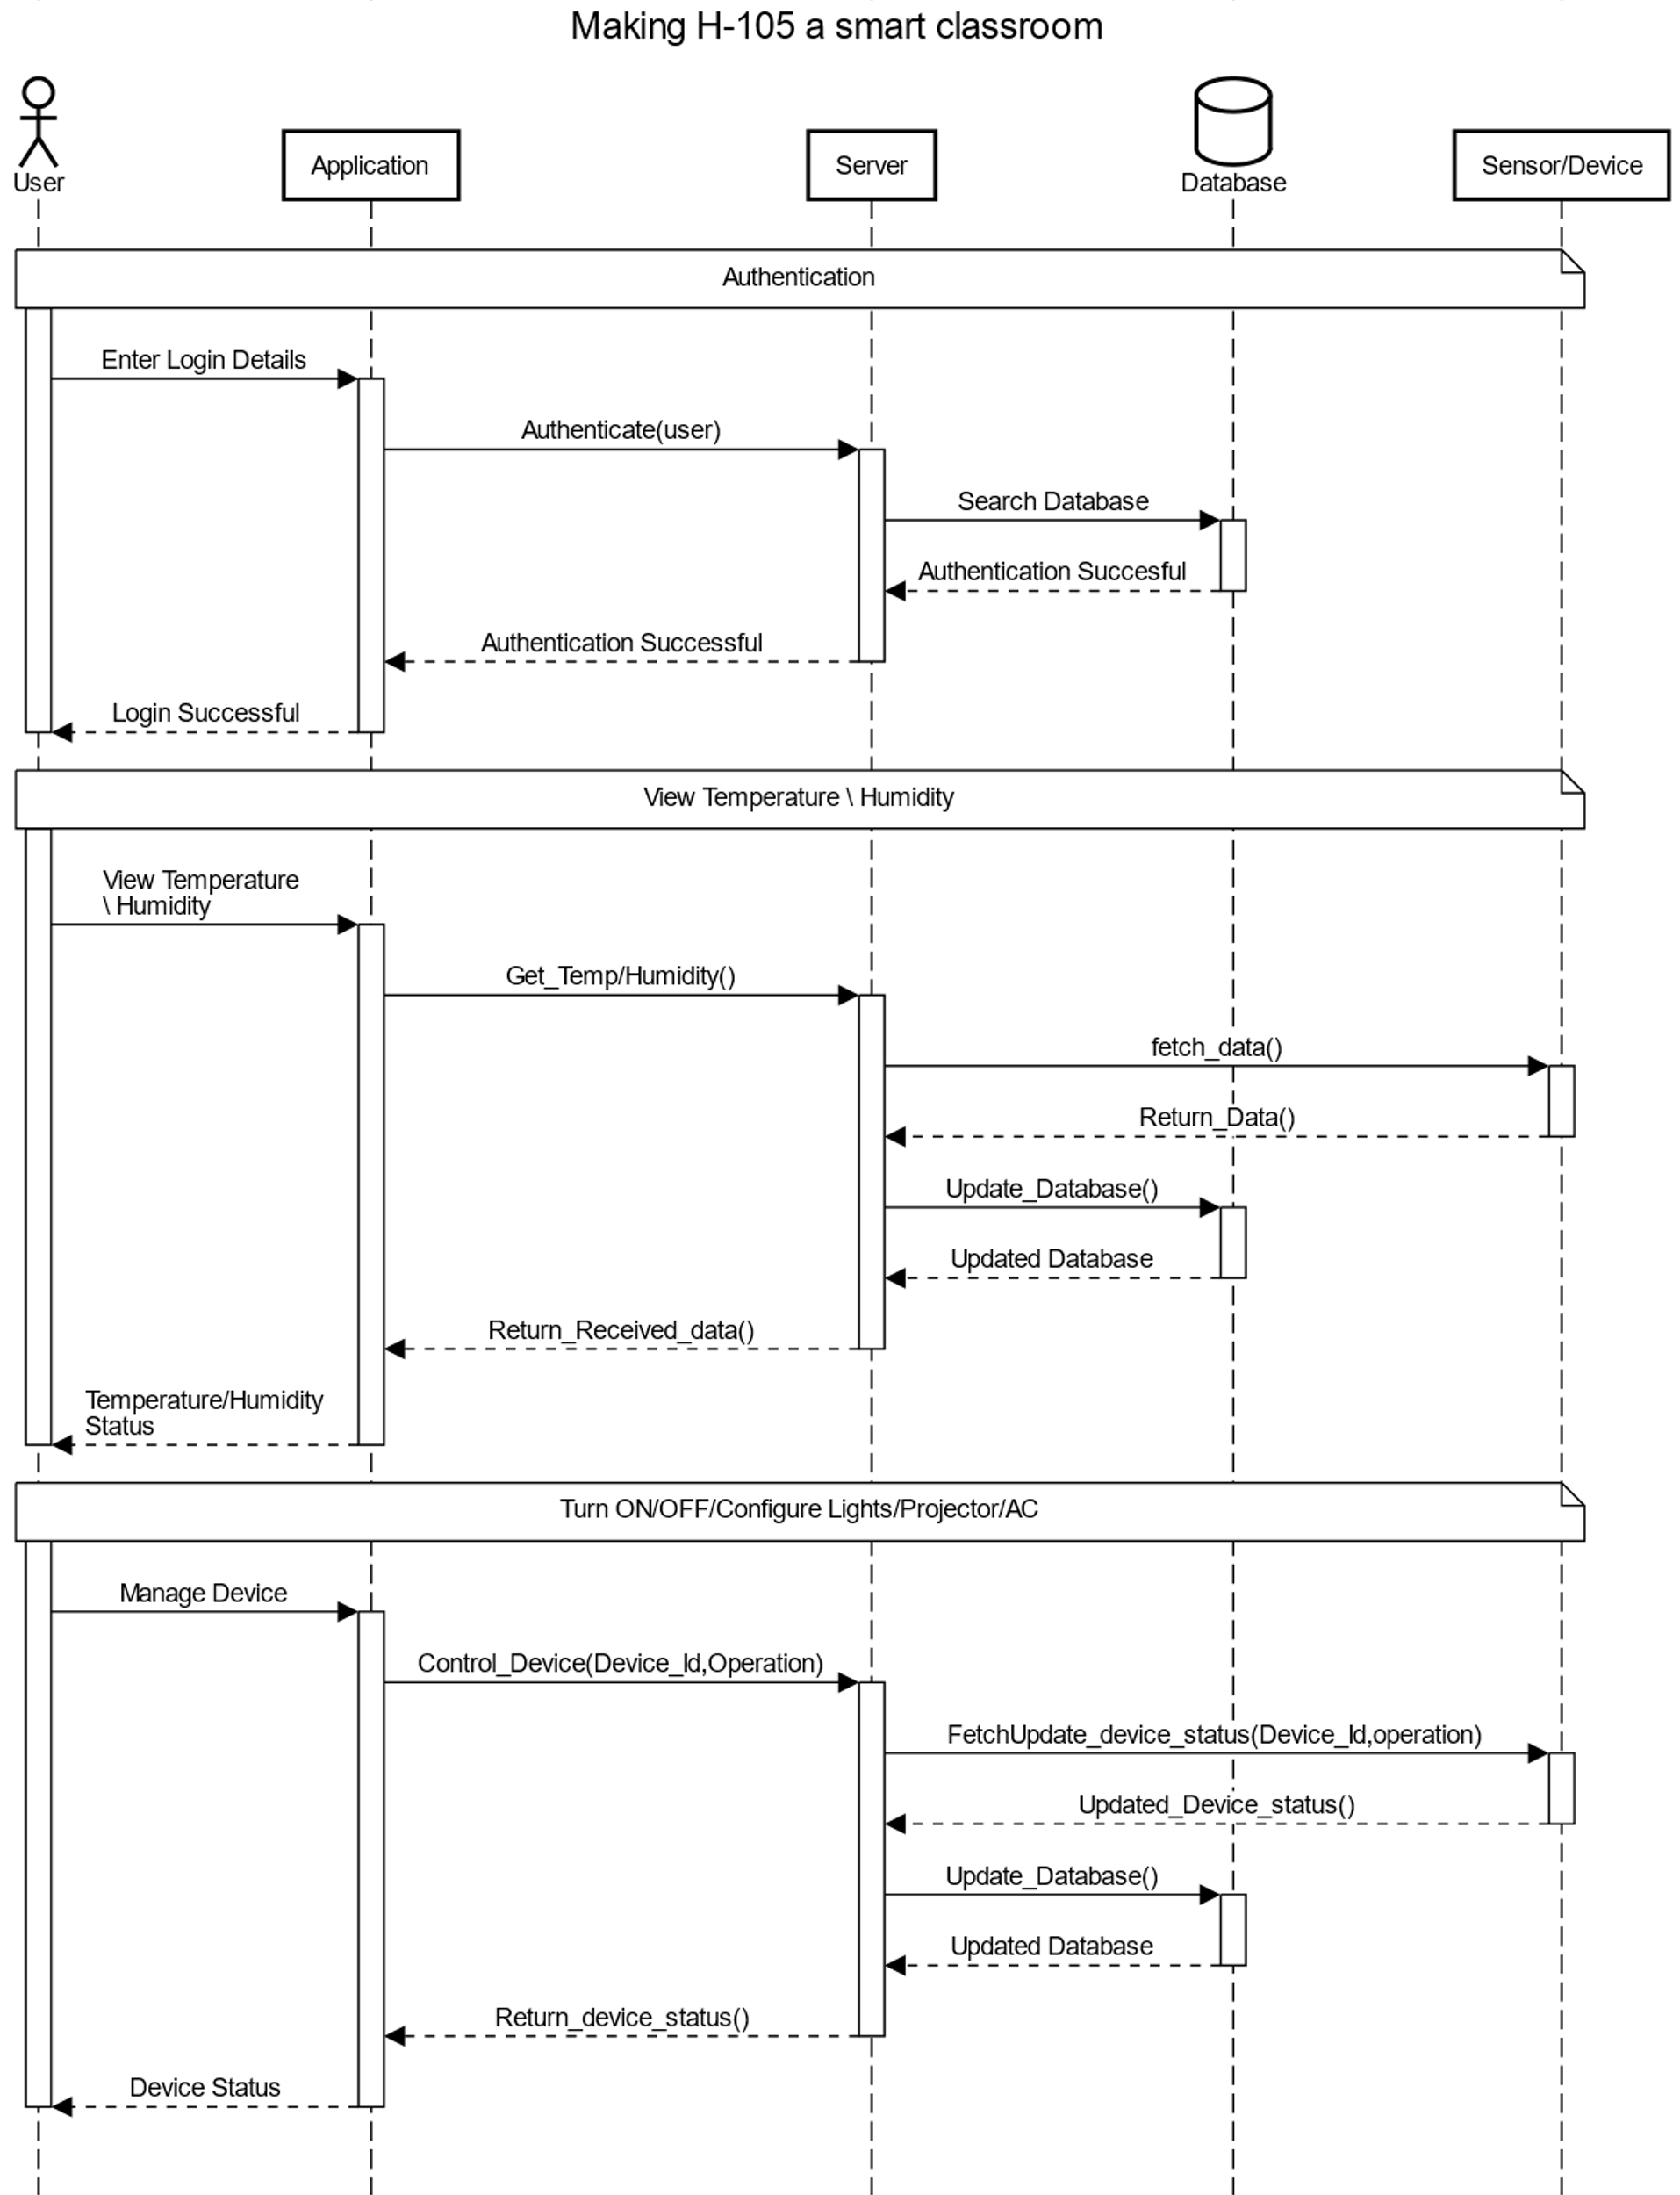 Making H-105 a smart classroom
User
Application
Server
Database
Sensor/Device
Authentication
Enter Login Details
Authenticate(user)
Search Database
Authentication Succesful
Authentication Successful
Login Successful
View Temperature \ Humidity
View Temperature
\ Humidity
Get_Temp/Humidity()
fetch_data()
Return_Data()
Update_Database()
Updated Database
Return_Received_data()
Temperature/Humidity
Status
Turn ON/OFF/Configure Lights/Projector/AC
Manage Device
Control_Device(Device_Id,Operation)
FetchUpdate_device_status(Device_Id,operation)
Updated_Device_status()
Update_Database()
Updated Database
Return_device_status()
Device Status